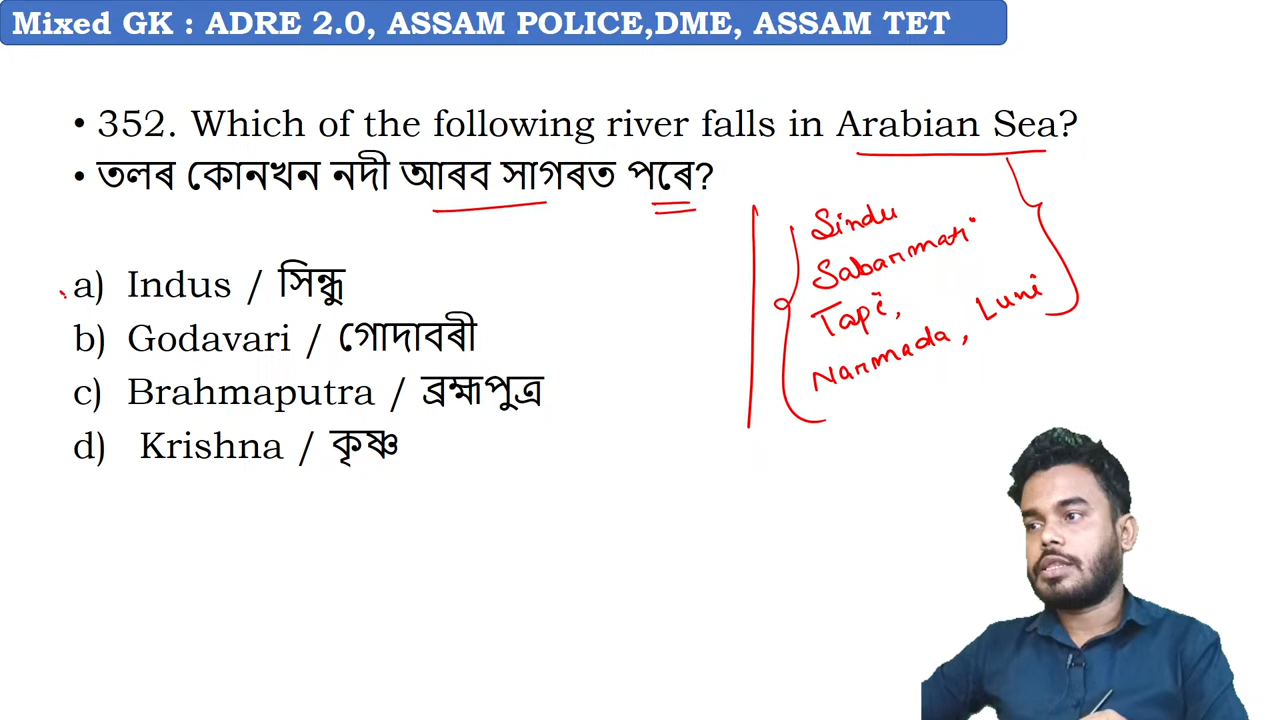 Mixed GK : ADRE 2.0, ASSAM POLICE,DME, ASSAM TET
• 352. Which of the following river falls in Arabian Sea?
• তলৰ কোনখন নদী আৰব সাগৰত পৰে?
a) Indus / সিন্ধু
b) Godavari / গোদাবৰী
c) Brahmaputra / ব্ৰহ্মপুত্ৰ
d) Krishna / কৃষ্ণ
Sindu
Sabarmati
Tapi,
Narmada, Luni